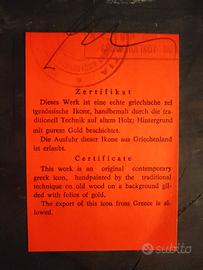 Zertifikat
Dieses Werk ist eine echte griechische zei
tgenössische Ikone, handbemalt durch die tra-
ditionell Technik auf altem Holz; Hintergrund
mit purem Gold beschichtet.
Die Ausfuhr dieser Ikone aus Griechenland
ist erlaubt.
Certificate
This work is an original contemporary
greek icon, handpainted by the traditional
technique on old wood on a background gil-
ded with folios of gold.
The export of this icon from Greece is al-
lowed.
subito